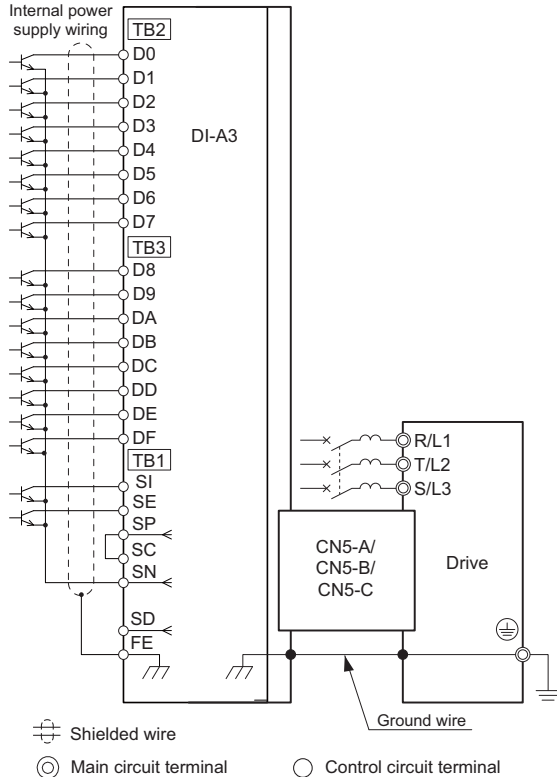 Internal power
supply wiring
TB2
D0
D1
D2
D3
D4
D5
D6
D7
DI-A3
TB3
D8
D9
DA
DB
DC
DD
DE
DF
TB1
SI
SE
SP
SC
SN
SD
FE
R/L1
T/L2
S/L3
CN5-A/
CN5-B/
CN5-C
Drive
Ground wire
Shielded wire
Main circuit terminal
Control circuit terminal